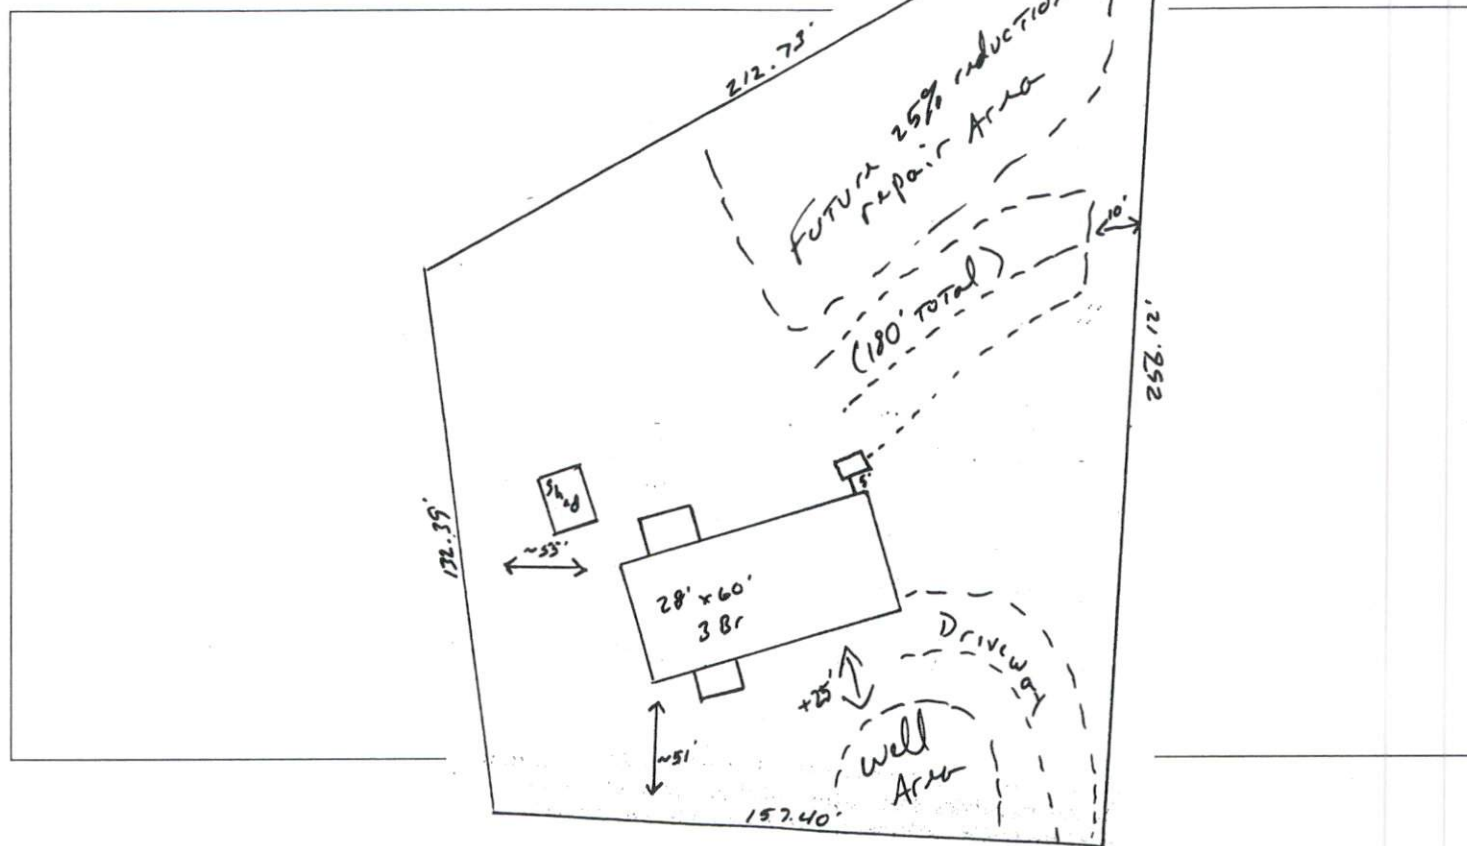 212.73'
Future 25% reduction
repair Area
10'
(180' TOTAL)
258.12'
132.39'
Shed
5'
~53'
28' x 60'
3 Br
Driveway
+25'
~51'
Well
Area
157.40'